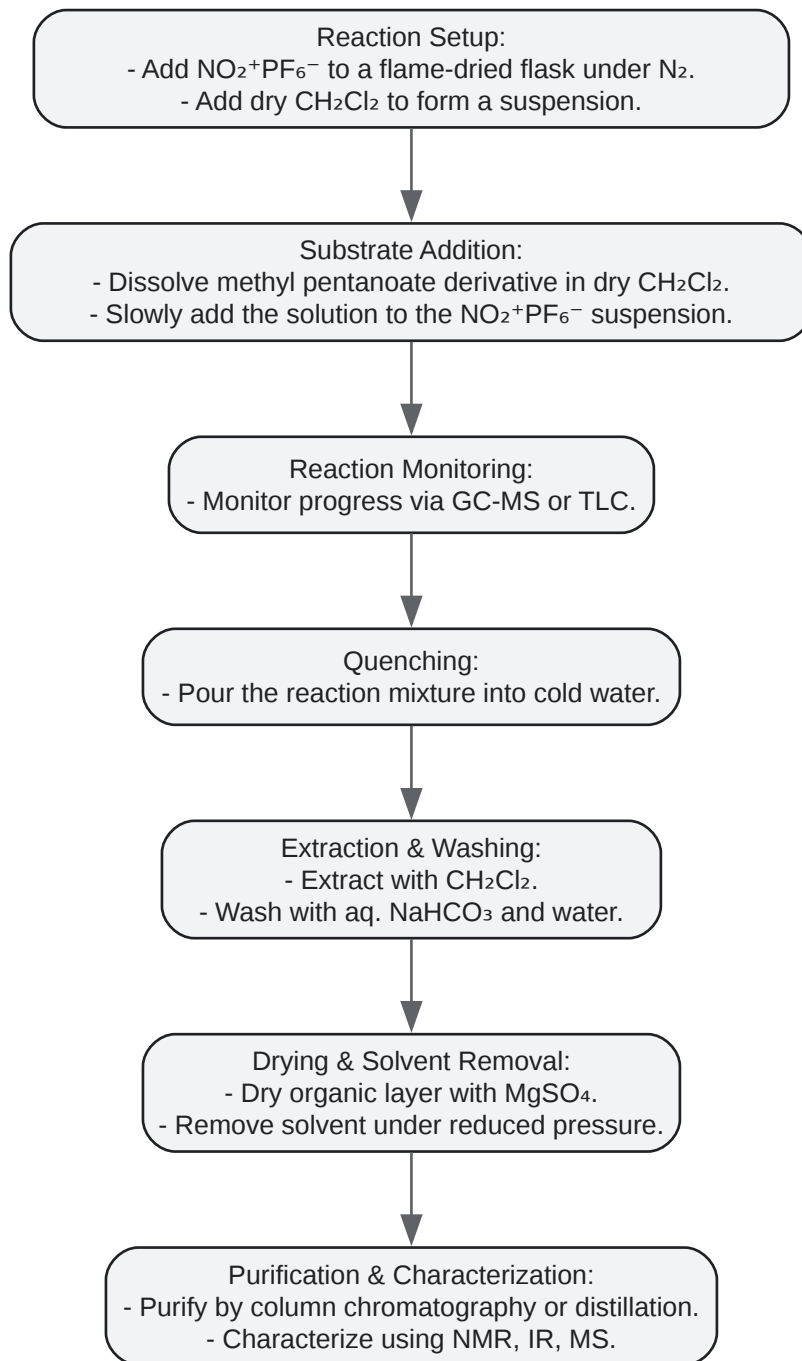 Reaction Setup:
- Add NO₂⁺PF₆⁻ to a flame-dried flask under N₂.
- Add dry CH₂Cl₂ to form a suspension.
Substrate Addition:
- Dissolve methyl pentanoate derivative in dry CH₂Cl₂.
- Slowly add the solution to the NO₂⁺PF₆⁻ suspension.
Reaction Monitoring:
- Monitor progress via GC-MS or TLC.
Quenching:
- Pour the reaction mixture into cold water.
Extraction & Washing:
- Extract with CH₂Cl₂.
- Wash with aq. NaHCO₃ and water.
Drying & Solvent Removal:
- Dry organic layer with MgSO₄.
- Remove solvent under reduced pressure.
Purification & Characterization:
- Purify by column chromatography or distillation.
- Characterize using NMR, IR, MS.